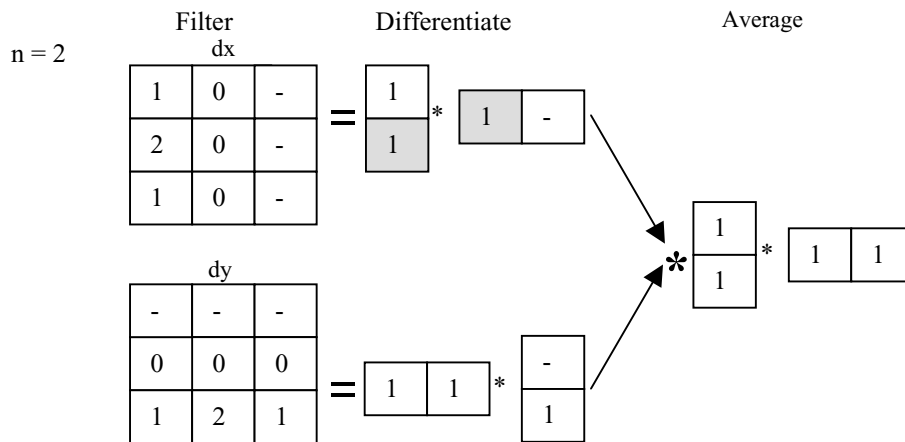 Filter Differentiate Average
n = 2
dx
1 0 -
2 0 -
1 0 -
=
1
1
*
1 -
*
1
1
*
1 1
dy
- - -
0 0 0
1 2 1
=
1 1
*
-
1